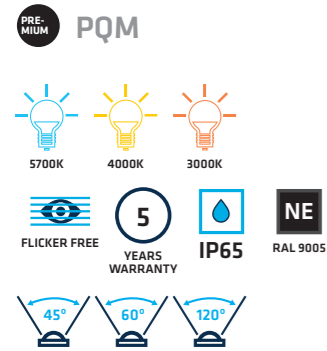 PRE-
MIUM
PQM
5700K 4000K 3000K
FLICKER FREE
5
YEARS
WARRANTY
IP65
NE
RAL 9005
45° 60° 120°